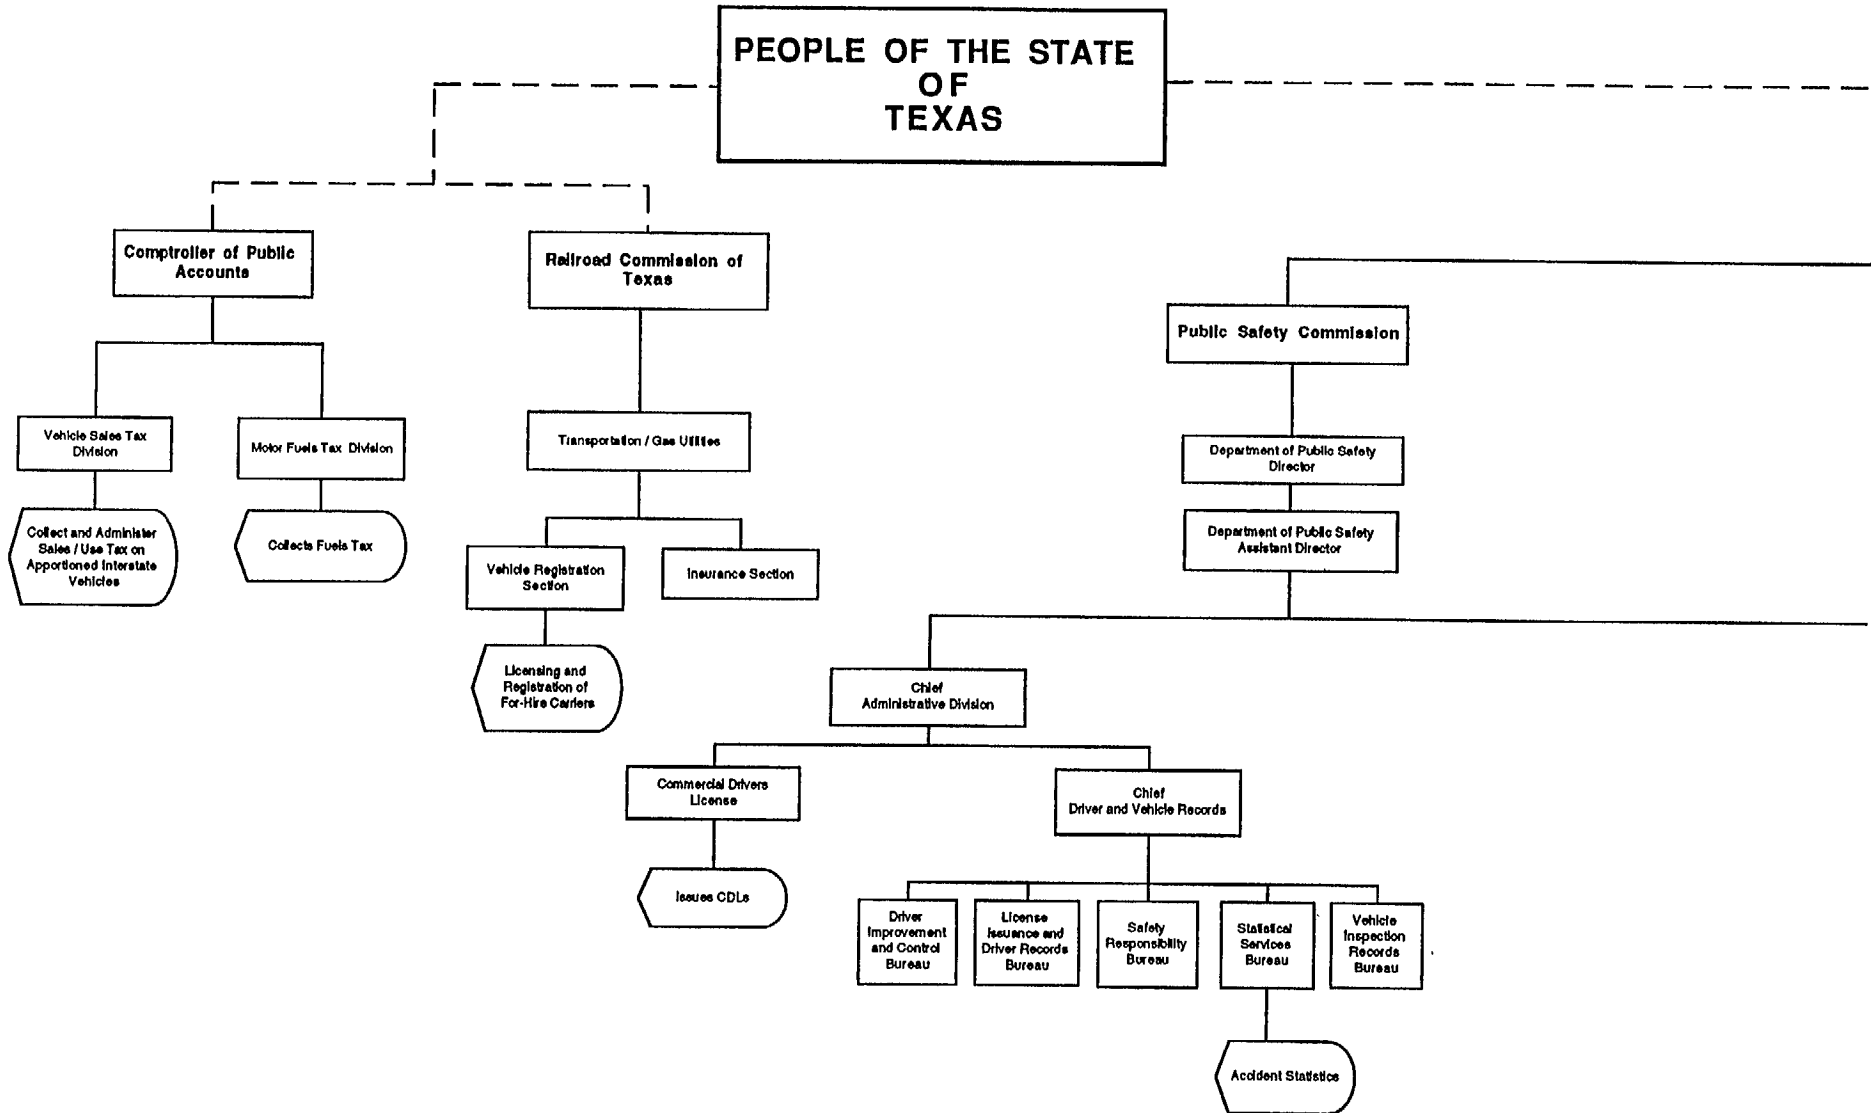 PEOPLE OF THE STATE
OF
TEXAS
Comptroller of Public
Accounts
Railroad Commission of
Texas
Public Safety Commission
Vehicle Sales Tax
Division
Motor Fuels Tax Division
Transportation / Gas Utilities
Department of Public Safety
Director
Collect and Administer
Sales / Use Tax on
Apportioned Interstate
Vehicles
Collects Fuels Tax
Vehicle Registration
Section
Insurance Section
Department of Public Safety
Assistant Director
Licensing and
Registration of
For-Hire Carriers
Chief
Administrative Division
Commercial Drivers
License
Chief
Driver and Vehicle Records
Issues CDLs
Driver
Improvement
and Control
Bureau
License
Issuance and
Driver Records
Bureau
Safety
Responsibility
Bureau
Statistical
Services
Bureau
Vehicle
Inspection
Records
Bureau
Accident Statistics